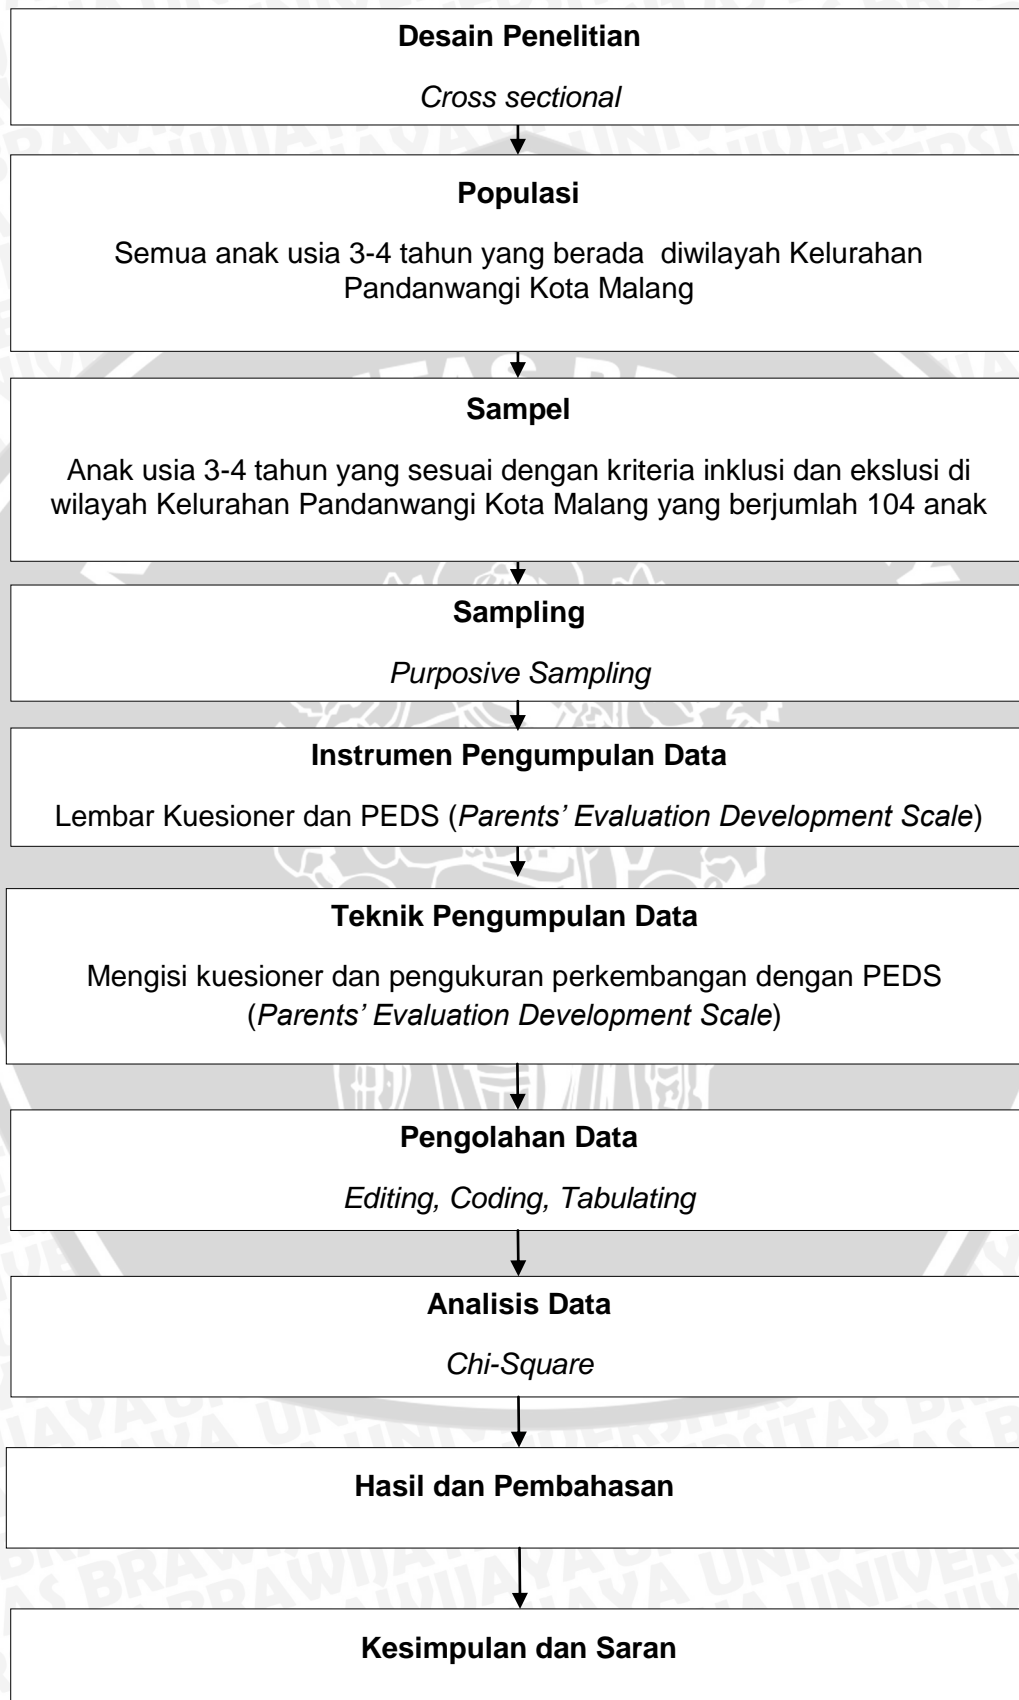 Desain Penelitian
Cross sectional
Populasi
Semua anak usia 3-4 tahun yang berada  diwilayah Kelurahan
Pandanwangi Kota Malang
Sampel
Anak usia 3-4 tahun yang sesuai dengan kriteria inklusi dan ekslusi di
wilayah Kelurahan Pandanwangi Kota Malang yang berjumlah 104 anak
Sampling
Purposive Sampling
Instrumen Pengumpulan Data
Lembar Kuesioner dan PEDS (Parents’ Evaluation Development Scale)
Teknik Pengumpulan Data
Mengisi kuesioner dan pengukuran perkembangan dengan PEDS
(Parents’ Evaluation Development Scale)
Pengolahan Data
Editing, Coding, Tabulating
Analisis Data
Chi-Square
Hasil dan Pembahasan
Kesimpulan dan Saran